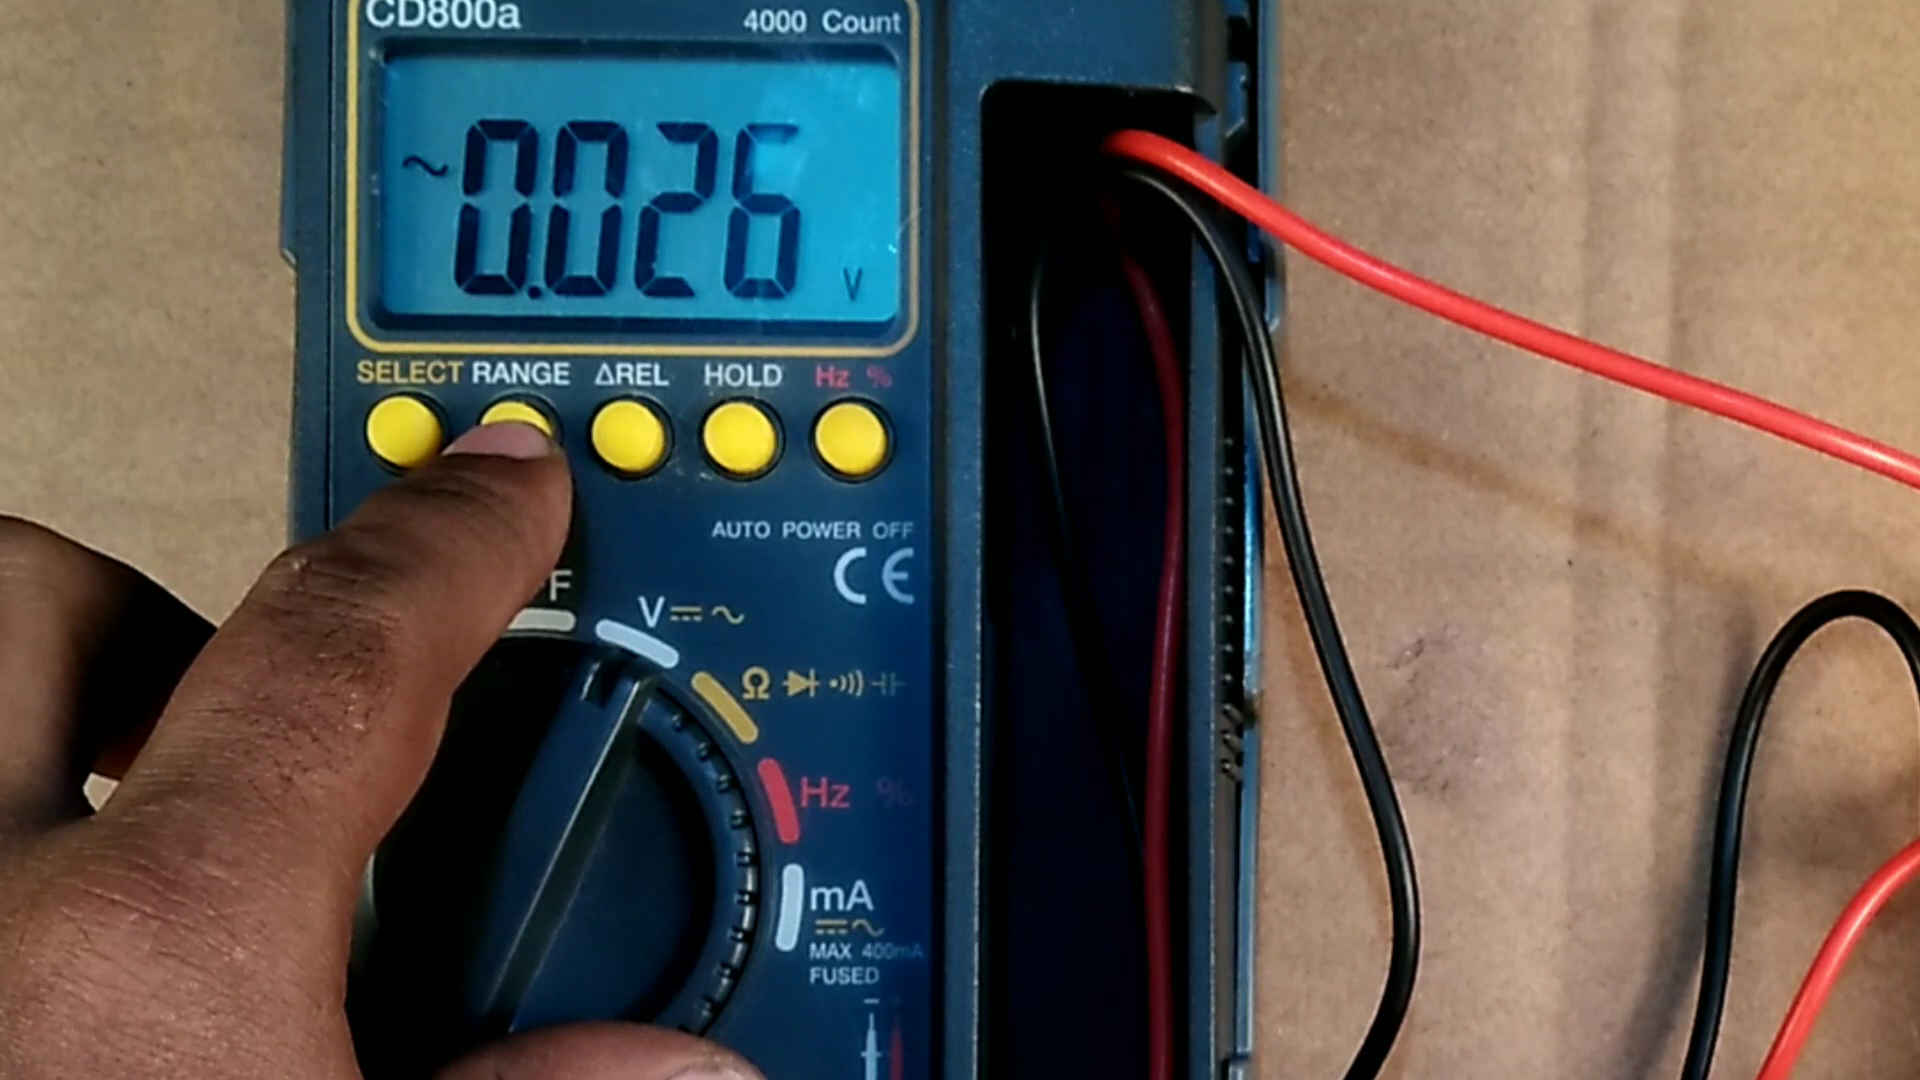 CD800a
4000 Count
~ 0.026 V
SELECT RANGE ΔREL HOLD Hz %
AUTO POWER OFF
CE
F
V ⎓ ~
Ω
Hz %
mA
⎓ ~
MAX 400mA
FUSED